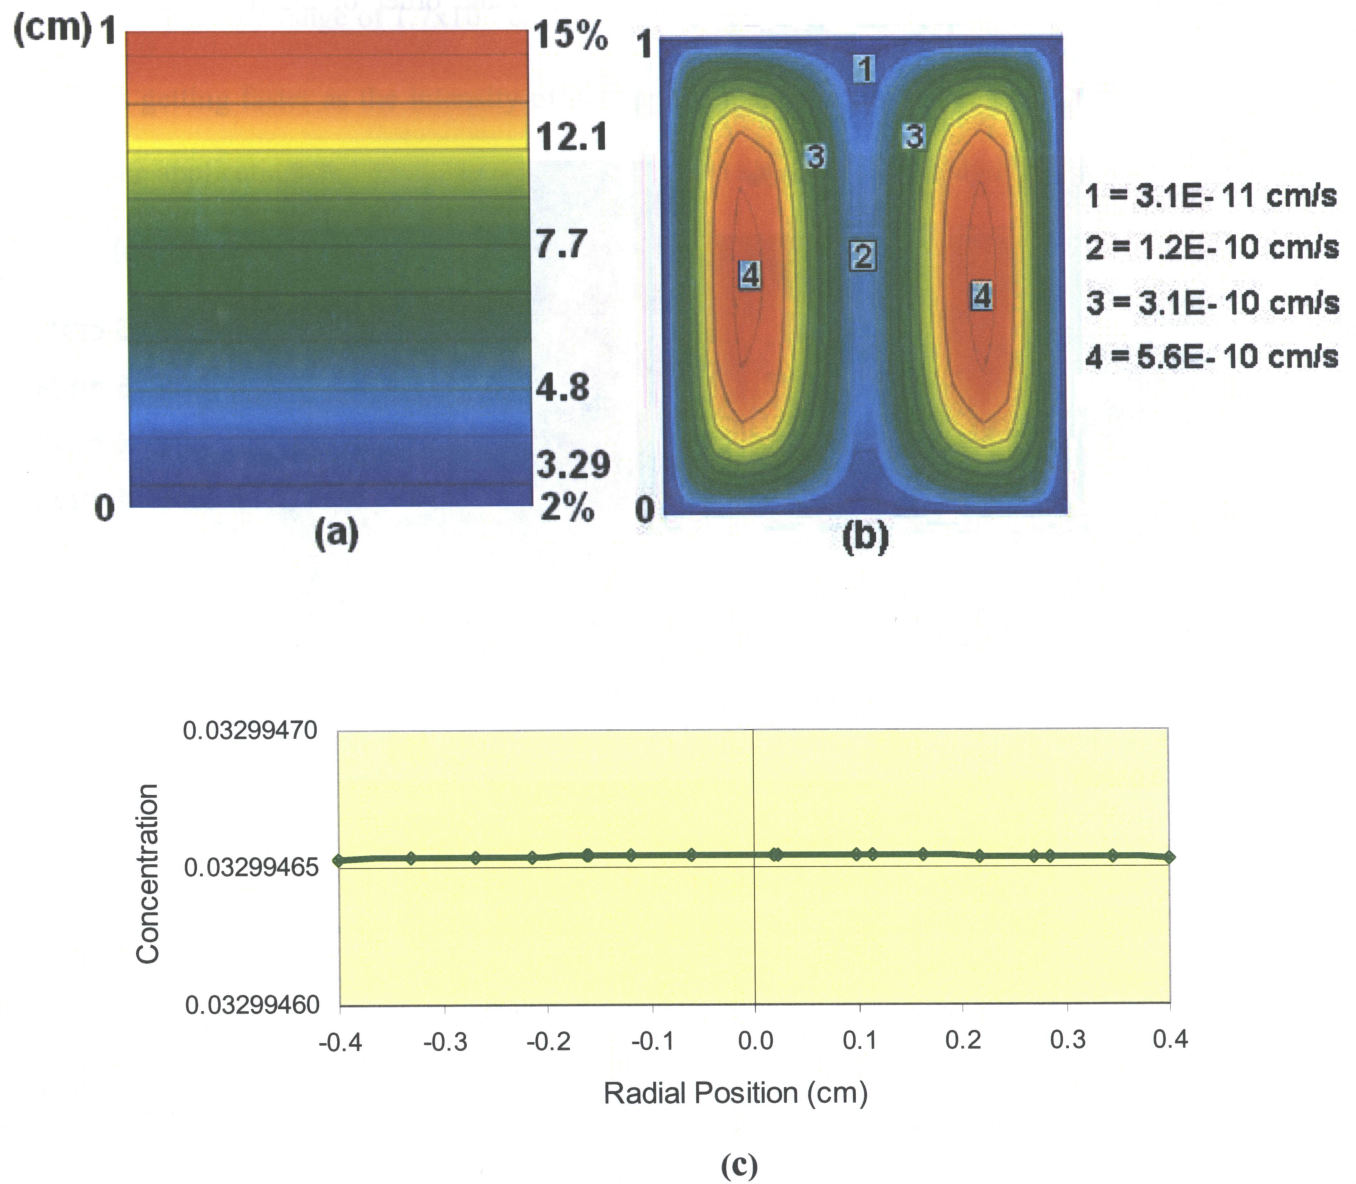 (cm) 1
15%
12.1
7.7
4.8
3.29
2%
0
(a)
1
1
3
3
2
4
4
0
(b)
1 = 3.1E- 11 cm/s
2 = 1.2E- 10 cm/s
3 = 3.1E- 10 cm/s
4 = 5.6E- 10 cm/s
0.03299470
0.03299465
0.03299460
Concentration
-0.4 -0.3 -0.2 -0.1 0.0 0.1 0.2 0.3 0.4
Radial Position (cm)
(c)